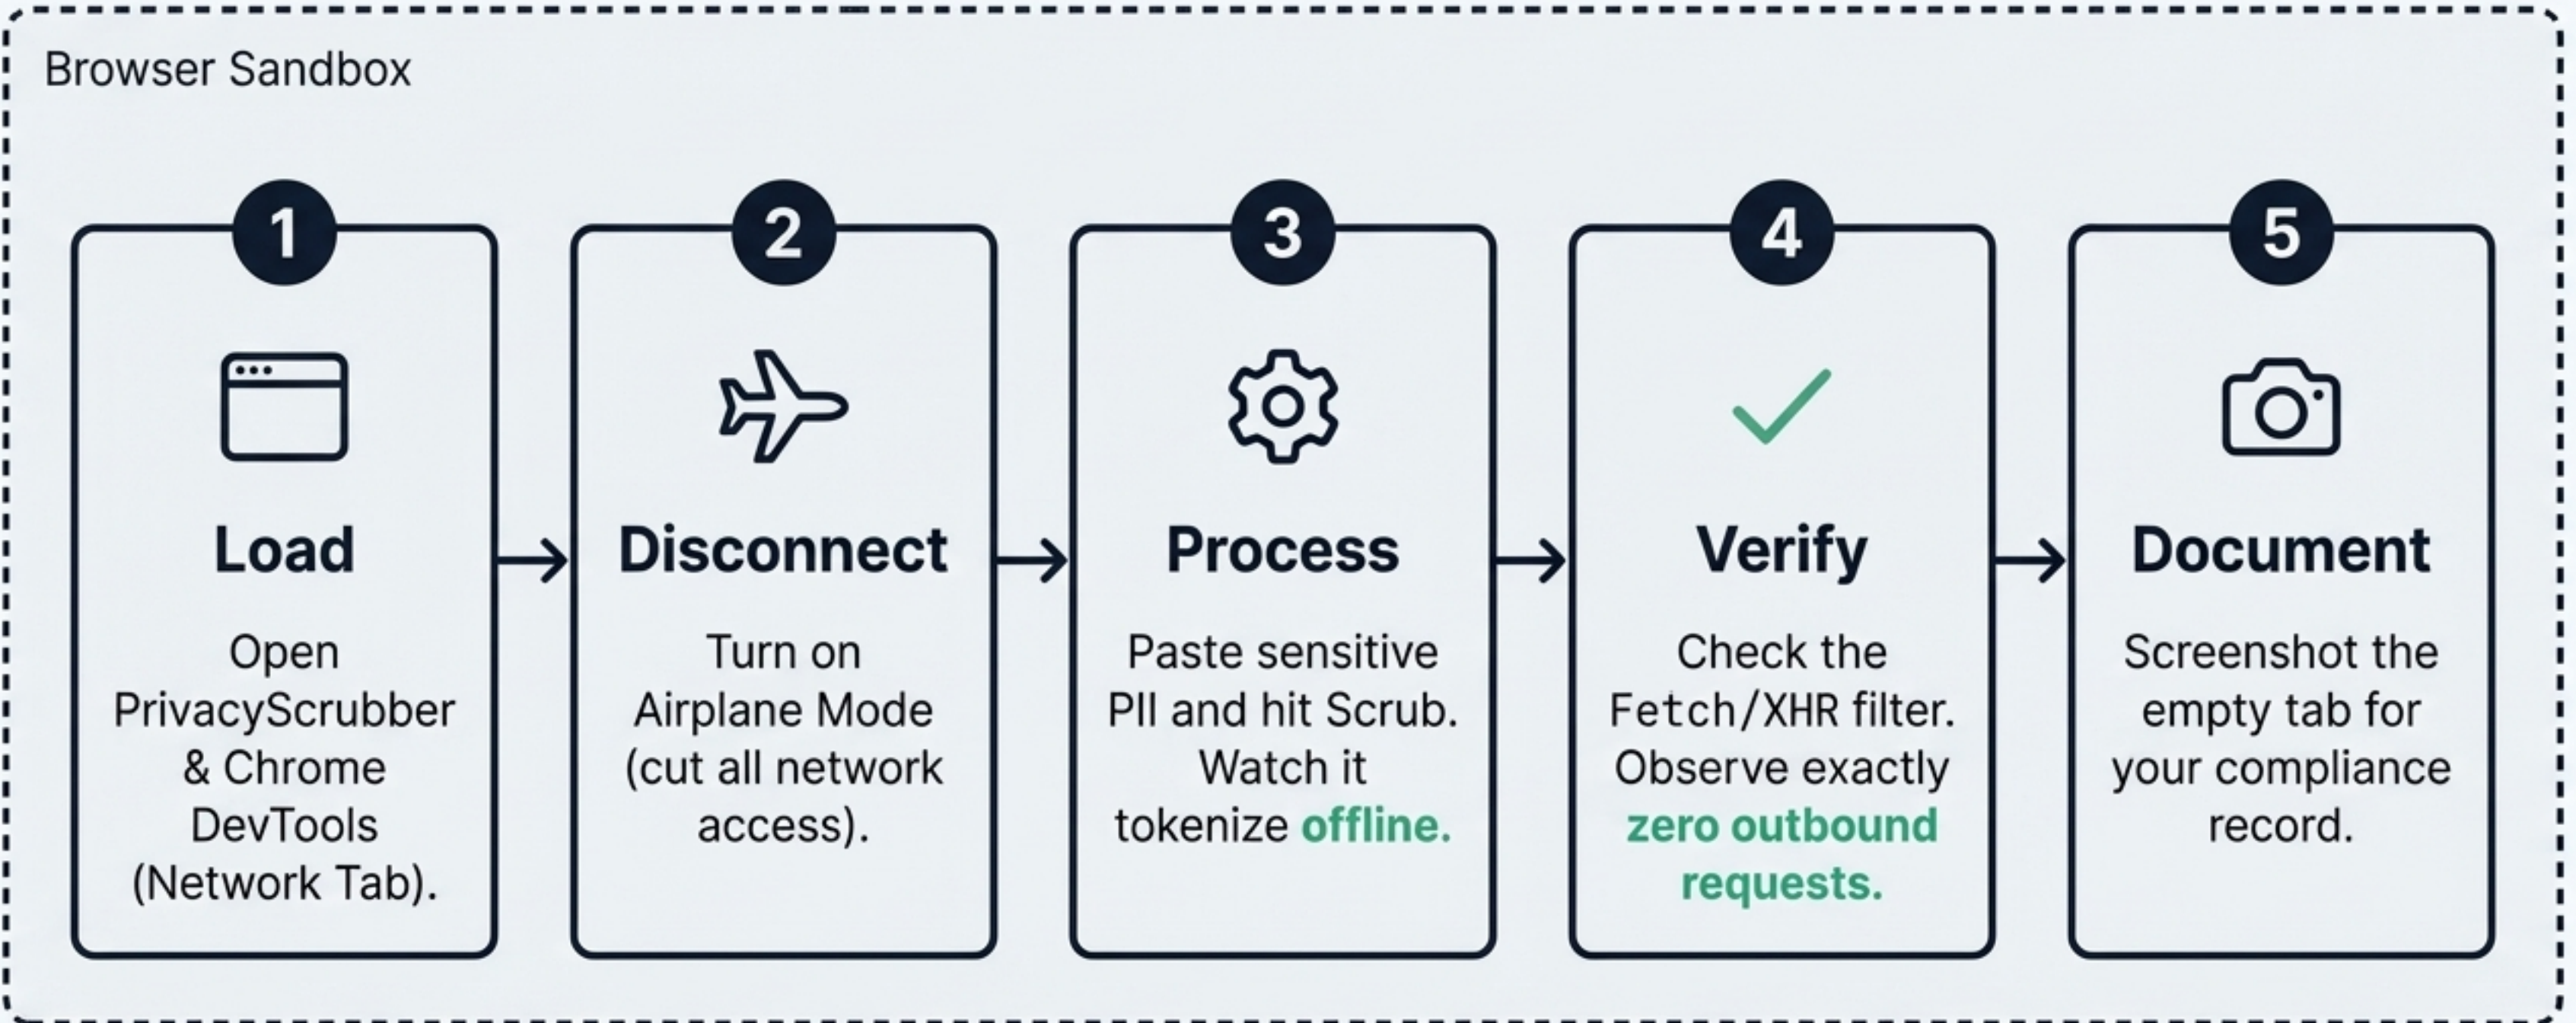 Browser Sandbox
1
Load
Open
PrivacyScrubber
& Chrome
DevTools
(Network Tab).
2
Disconnect
Turn on
Airplane Mode
(cut all network
access).
3
Process
Paste sensitive
PII and hit Scrub.
Watch it
tokenize offline.
4
Verify
Check the
Fetch/XHR filter.
Observe exactly
zero outbound
requests.
5
Document
Screenshot the
empty tab for
your compliance
record.